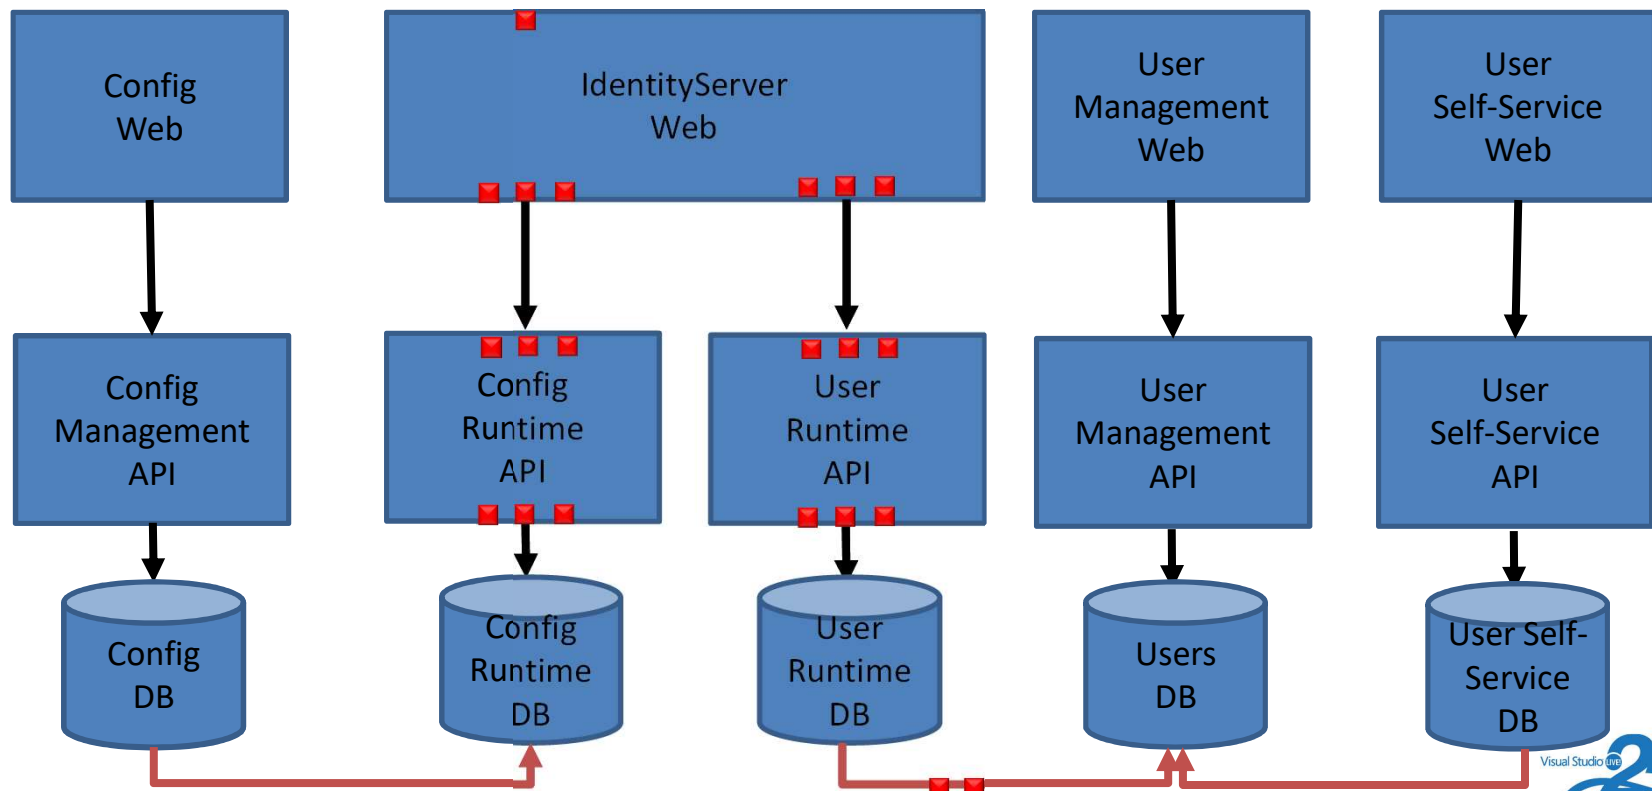 Config
Web
IdentityServer
Web
User
Management
Web
User
Self-Service
Web
Config
Management
API
Config
Runtime
API
User
Runtime
API
User
Management
API
User
Self-Service
API
Config
DB
Config
Runtime
DB
User
Runtime
DB
Users
DB
User Self-
Service
DB
Visual Studio LIVE!